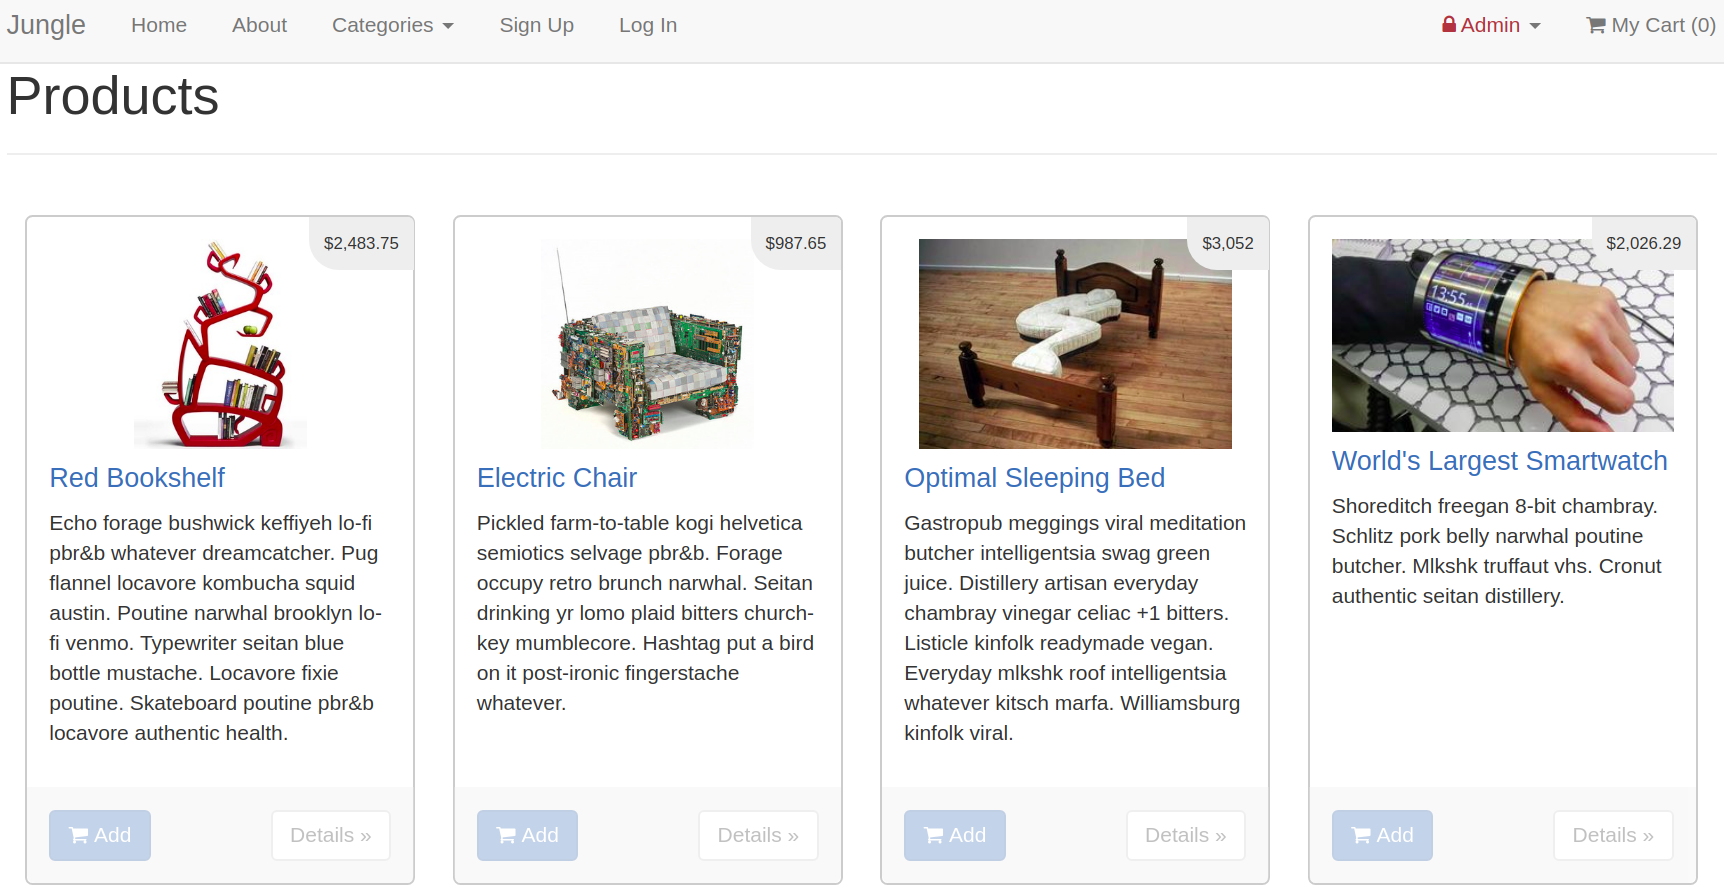 Jungle Home About Categories Sign Up Log In Admin My Cart (0)
Products
$2,483.75
Red Bookshelf
Echo forage bushwick keffiyeh lo-fi
pbr&b whatever dreamcatcher. Pug
flannel locavore kombucha squid
austin. Poutine narwhal brooklyn lo-
fi venmo. Typewriter seitan blue
bottle mustache. Locavore fixie
poutine. Skateboard poutine pbr&b
locavore authentic health.
Add Details »
$987.65
Electric Chair
Pickled farm-to-table kogi helvetica
semiotics selvage pbr&b. Forage
occupy retro brunch narwhal. Seitan
drinking yr lomo plaid bitters church-
key mumblecore. Hashtag put a bird
on it post-ironic fingerstache
whatever.
Add Details »
$3,052
Optimal Sleeping Bed
Gastropub meggings viral meditation
butcher intelligentsia swag green
juice. Distillery artisan everyday
chambray vinegar celiac +1 bitters.
Listicle kinfolk readymade vegan.
Everyday mlkshk roof intelligentsia
whatever kitsch marfa. Williamsburg
kinfolk viral.
Add Details »
$2,026.29
13:55
World's Largest Smartwatch
Shoreditch freegan 8-bit chambray.
Schlitz pork belly narwhal poutine
butcher. Mlkshk truffaut vhs. Cronut
authentic seitan distillery.
Add Details »